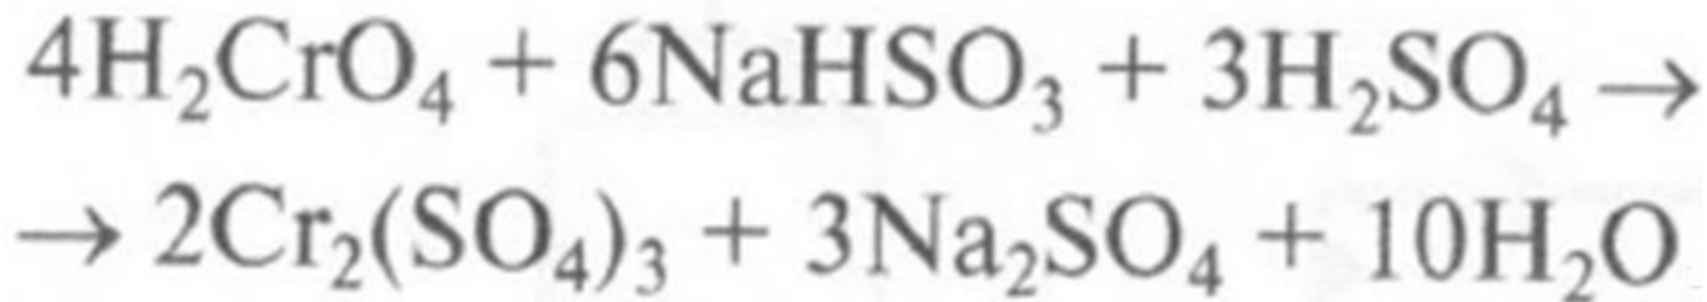 4H₂CrO₄ + 6NaHSO₃ + 3H₂SO₄ →
→ 2Cr₂(SO₄)₃ + 3Na₂SO₄ + 10H₂O